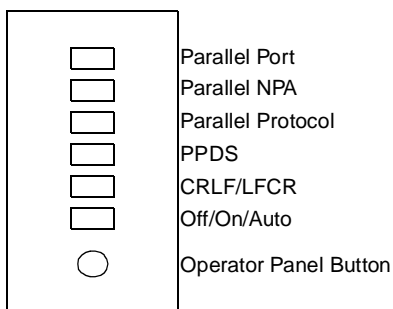 Parallel Port
Parallel NPA
Parallel Protocol
PPDS
CRLF/LFCR
Off/On/Auto
Operator Panel Button